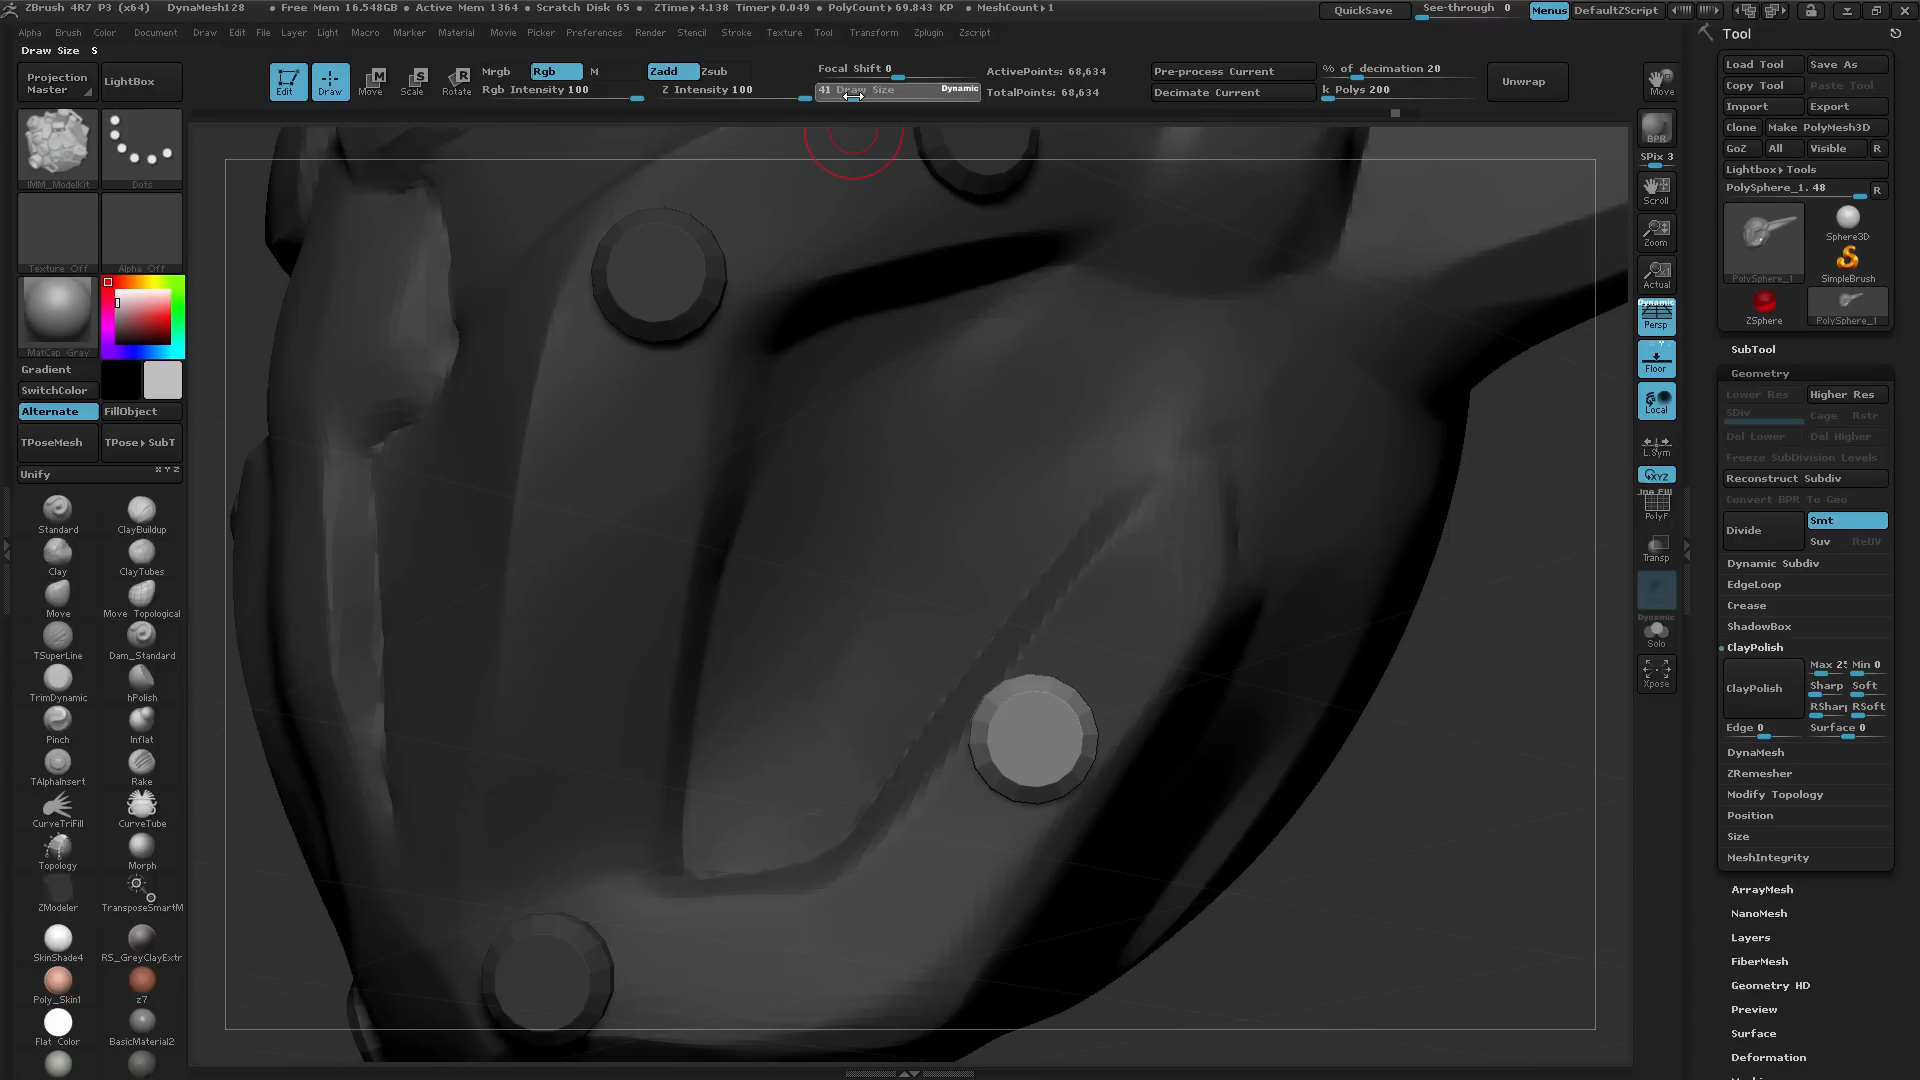 ZBrush 4R7 P3 (x64) DynaMesh128 • Free Mem 16.548GB • Active Mem 1364 • Scratch Disk 65 • ZTime▸4.138 Timer▸0.049 • PolyCount▸69.843 KP • MeshCount▸1 QuickSave See-through 0 Menus DefaultZScript
Alpha Brush Color Document Draw Edit File Layer Light Macro Marker Material Movie Picker Preferences Render Stencil Stroke Texture Tool Transform Zplugin Zscript
Draw Size S
Projection Master
LightBox
Edit Draw Move Scale Rotate
Mrgb Rgb M Zadd Zsub
Rgb Intensity 100 Z Intensity 100
Focal Shift 0
41 Draw Size Dynamic
ActivePoints: 68,634
TotalPoints: 68,634
Pre-process Current % of decimation 20
Decimate Current k Polys 200
Unwrap
IMM_ModelKit Dots
Texture Off Alpha Off
MatCap Gray
Gradient
SwitchColor
Alternate FillObject
TPoseMesh TPose▸SubT
Unify X Y Z
Standard ClayBuildup
Clay ClayTubes
Move Move Topological
TSuperLine Dam_Standard
TrimDynamic hPolish
Pinch Inflat
TAlphaInsert Rake
CurveTriFill CurveTube
Topology Morph
ZModeler TransposeSmartM
SkinShade4 RS_GreyClayExtr
Poly_Skin1 z7
Flat Color BasicMaterial2
Move
BPR
SPix 3
Scroll
Zoom
Actual
Dynamic
Persp
Floor
Local
L.Sym
XYZ
Line Fill
PolyF
Transp
Dynamic
Solo
Xpose
Tool
Load Tool Save As
Copy Tool Paste Tool
Import Export
Clone Make PolyMesh3D
GoZ All Visible R
Lightbox▸Tools
PolySphere_1. 48 R
PolySphere_1 Sphere3D
SimpleBrush
ZSphere PolySphere_1
SubTool
Geometry
Lower Res Higher Res
SDiv Cage Rstr
Del Lower Del Higher
Freeze SubDivision Levels
Reconstruct Subdiv
Convert BPR To Geo
Divide Smt
Suv ReUV
Dynamic Subdiv
EdgeLoop
Crease
ShadowBox
ClayPolish
ClayPolish Max 25 Min 0
Sharp Soft
RSharp RSoft
Edge 0 Surface 0
DynaMesh
ZRemesher
Modify Topology
Position
Size
MeshIntegrity
ArrayMesh
NanoMesh
Layers
FiberMesh
Geometry HD
Preview
Surface
Deformation